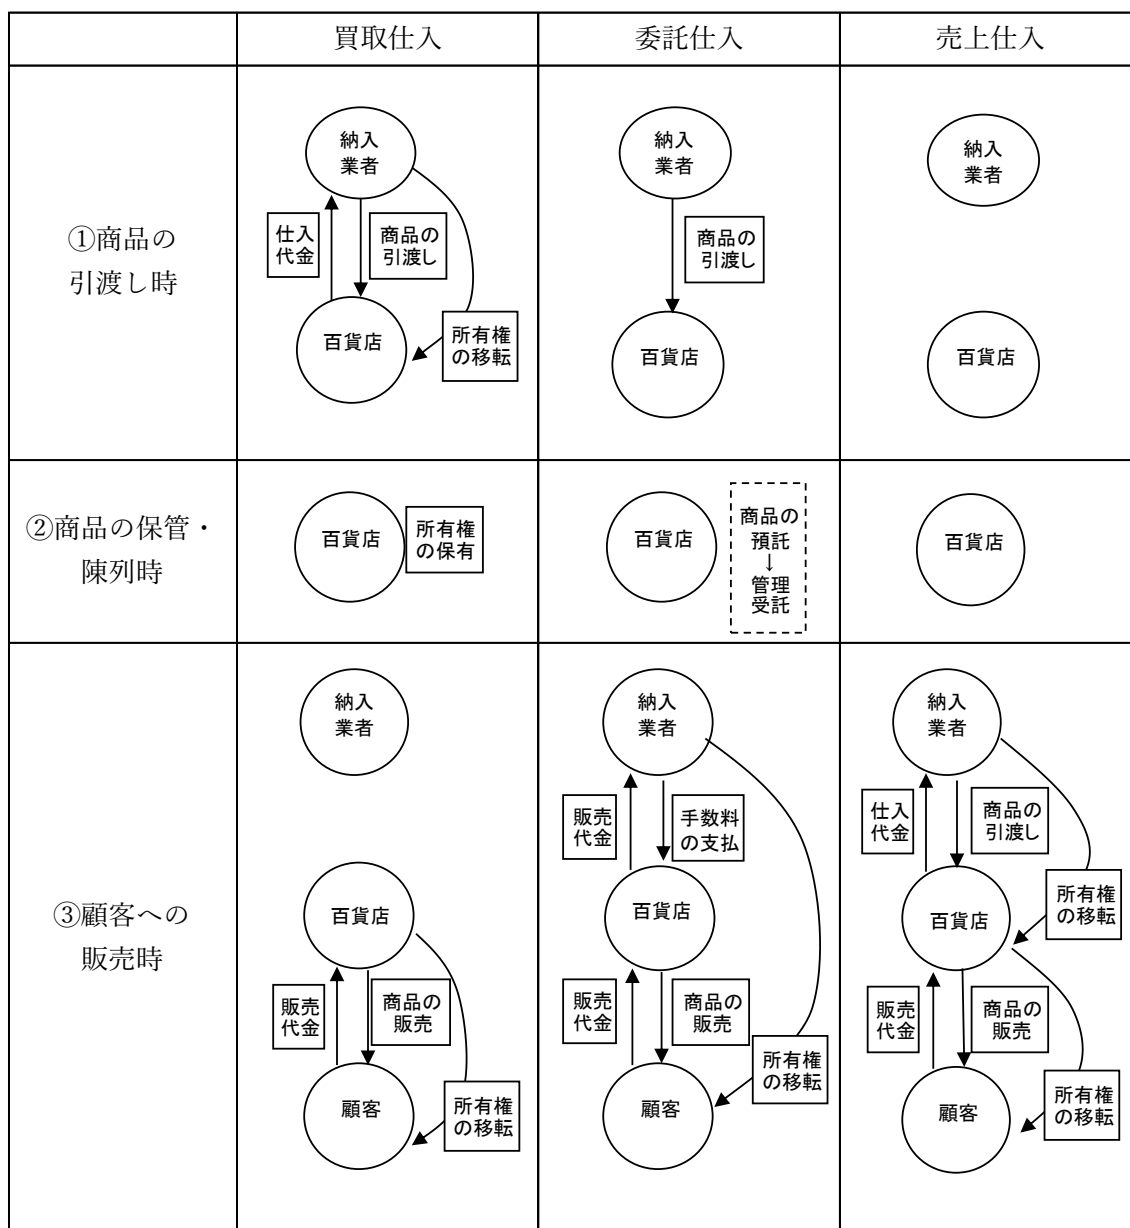 買取仕入
委託仕入
売上仕入
①商品の
引渡し時
納入
業者
仕入
代金
商品の
引渡し
所有権
の移転
百貨店
納入
業者
商品の
引渡し
百貨店
納入
業者
百貨店
②商品の保管・
陳列時
百貨店
所有権
の保有
百貨店
商品の
預託
↓
管理
受託
百貨店
③顧客への
販売時
納入
業者
百貨店
販売
代金
商品の
販売
所有権
の移転
顧客
納入
業者
販売
代金
手数料
の支払
百貨店
販売
代金
商品の
販売
所有権
の移転
顧客
納入
業者
仕入
代金
商品の
引渡し
所有権
の移転
百貨店
販売
代金
商品の
販売
所有権
の移転
顧客